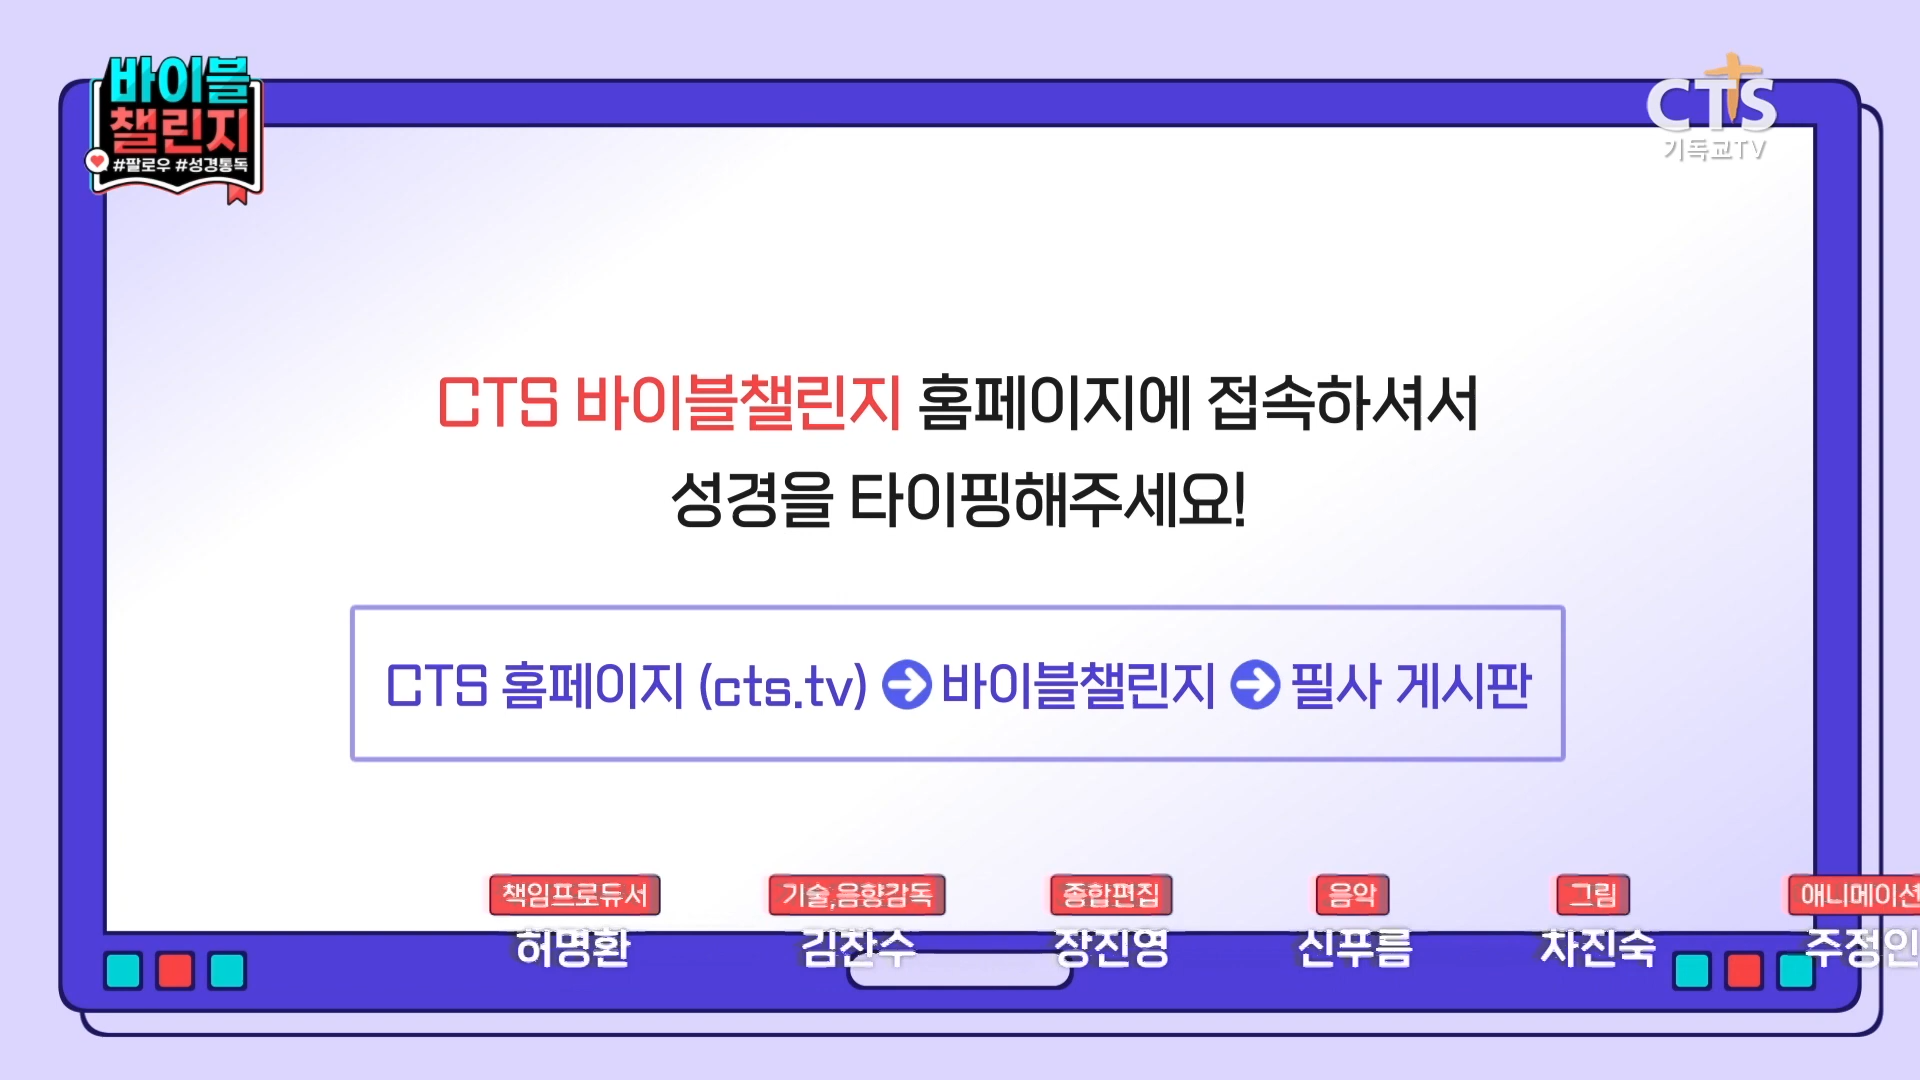 바이블
챌린지
#팔로우 #성경통독
CTS
기독교TV
CTS 바이블챌린지 홈페이지에 접속하셔서
성경을 타이핑해주세요!
CTS 홈페이지 (cts.tv) ➔ 바이블챌린지 ➔ 필사 게시판
책임프로듀서 기술,음향감독 종합편집 음악 그림 애니메이션
허명환 김찬수 장진영 신푸름 차진숙 주정인